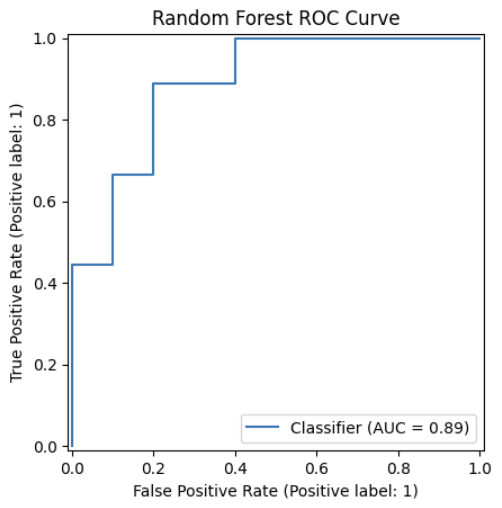 Random Forest ROC Curve
True Positive Rate (Positive label: 1)
1.0
0.8
0.6
0.4
0.2
0.0
Classifier (AUC = 0.89)
0.0 0.2 0.4 0.6 0.8 1.0
False Positive Rate (Positive label: 1)